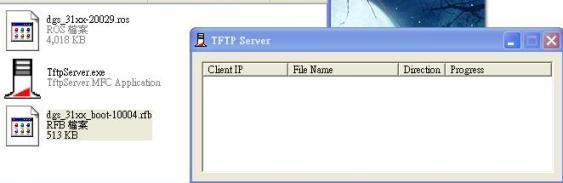 dgs_31xx-20029.ros
ROS 檔案
4,018 KB
TftpServer.exe
TftpServer MFC Application
dgs_31xx_boot-10004.rfb
RFB 檔案
513 KB
TFTP Server
Client IP File Name Direction Progress